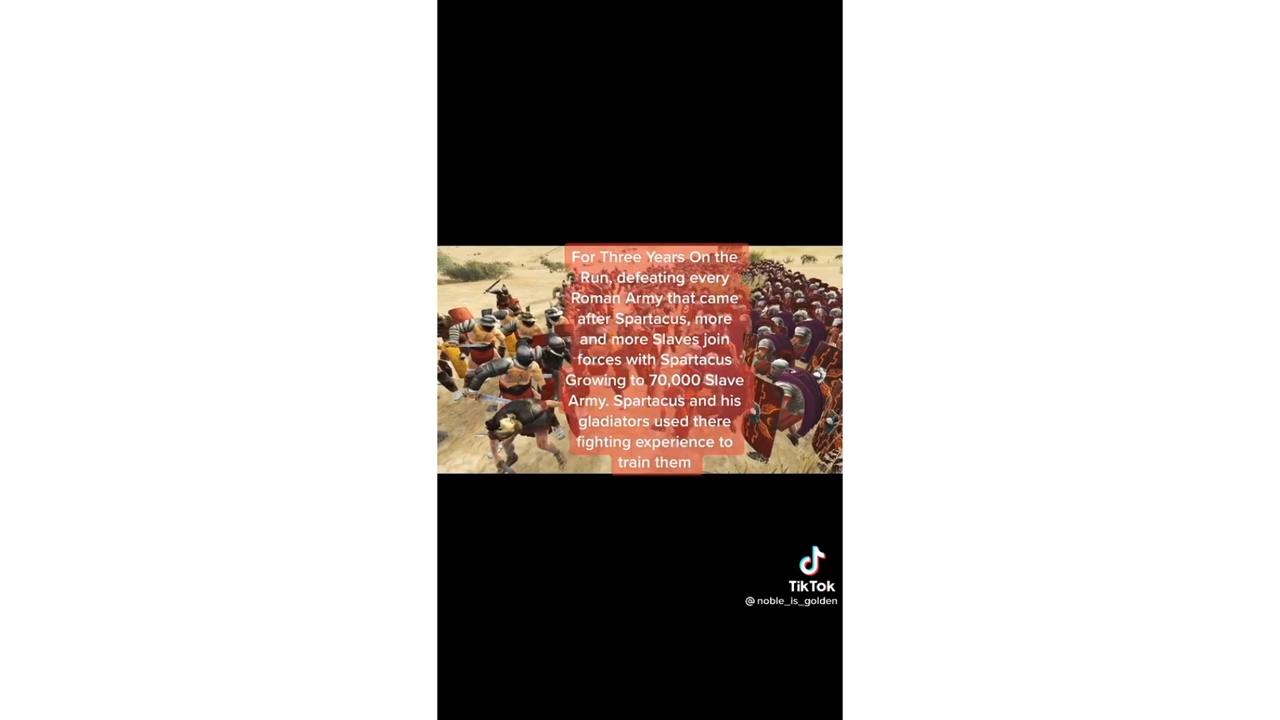 For Three Years On the
Run, defeating every
Roman Army that came
after Spartacus, more
and more Slaves join
forces with Spartacus
Growing to 70,000 Slave
Army. Spartacus and his
gladiators used there
fighting experience to
train them
TikTok
@noble_is_golden